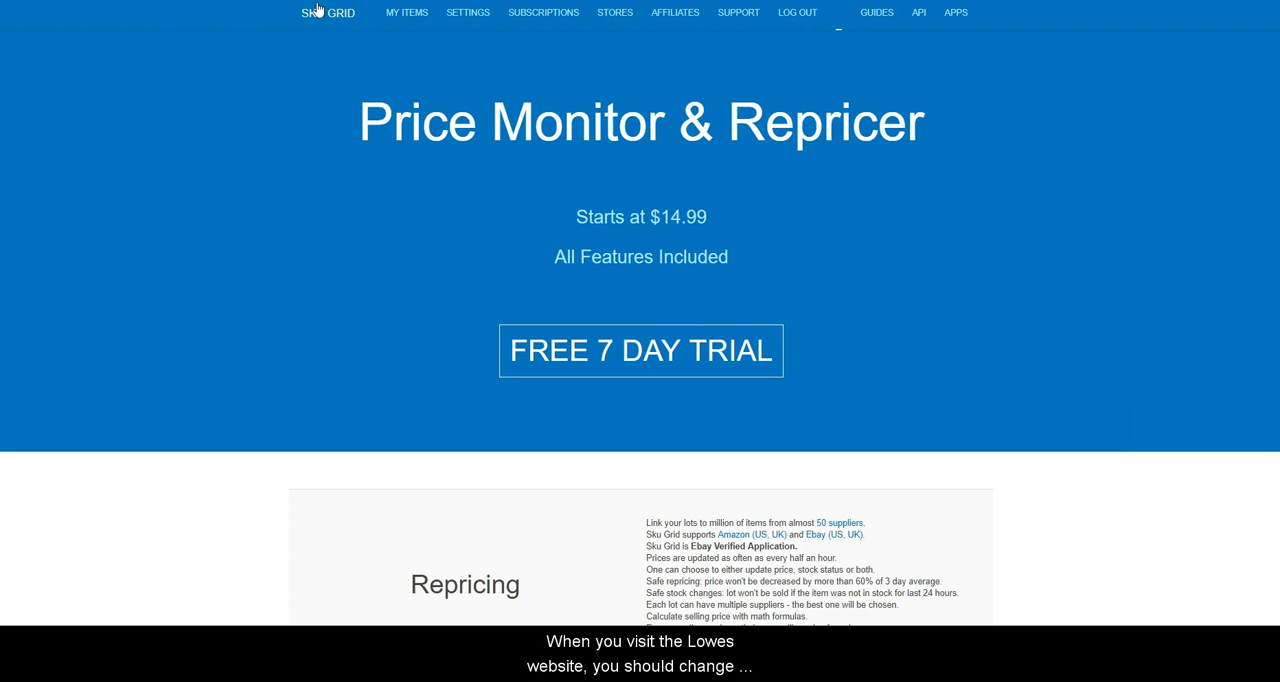 SKU GRID MY ITEMS SETTINGS SUBSCRIPTIONS STORES AFFILIATES SUPPORT LOG OUT GUIDES API APPS
Price Monitor & Repricer
Starts at $14.99
All Features Included
FREE 7 DAY TRIAL
Repricing
Link your lots to million of items from almost 50 suppliers.
Sku Grid supports Amazon (US, UK) and Ebay (US, UK).
Sku Grid is Ebay Verified Application.
Prices are updated as often as every half an hour.
One can choose to either update price, stock status or both.
Safe repricing: price won't be decreased by more than 60% of 3 day average.
Safe stock changes: lot won't be sold if the item was not in stock for last 24 hours.
Each lot can have multiple suppliers - the best one will be chosen.
Calculate selling price with math formulas.
When you visit the Lowes
website, you should change ...